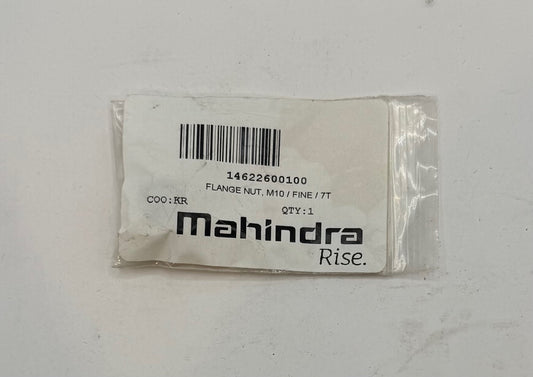 14622600100
FLANGE NUT, M10 / FINE / 7T
COO:KR QTY:1
Mahindra
Rise.